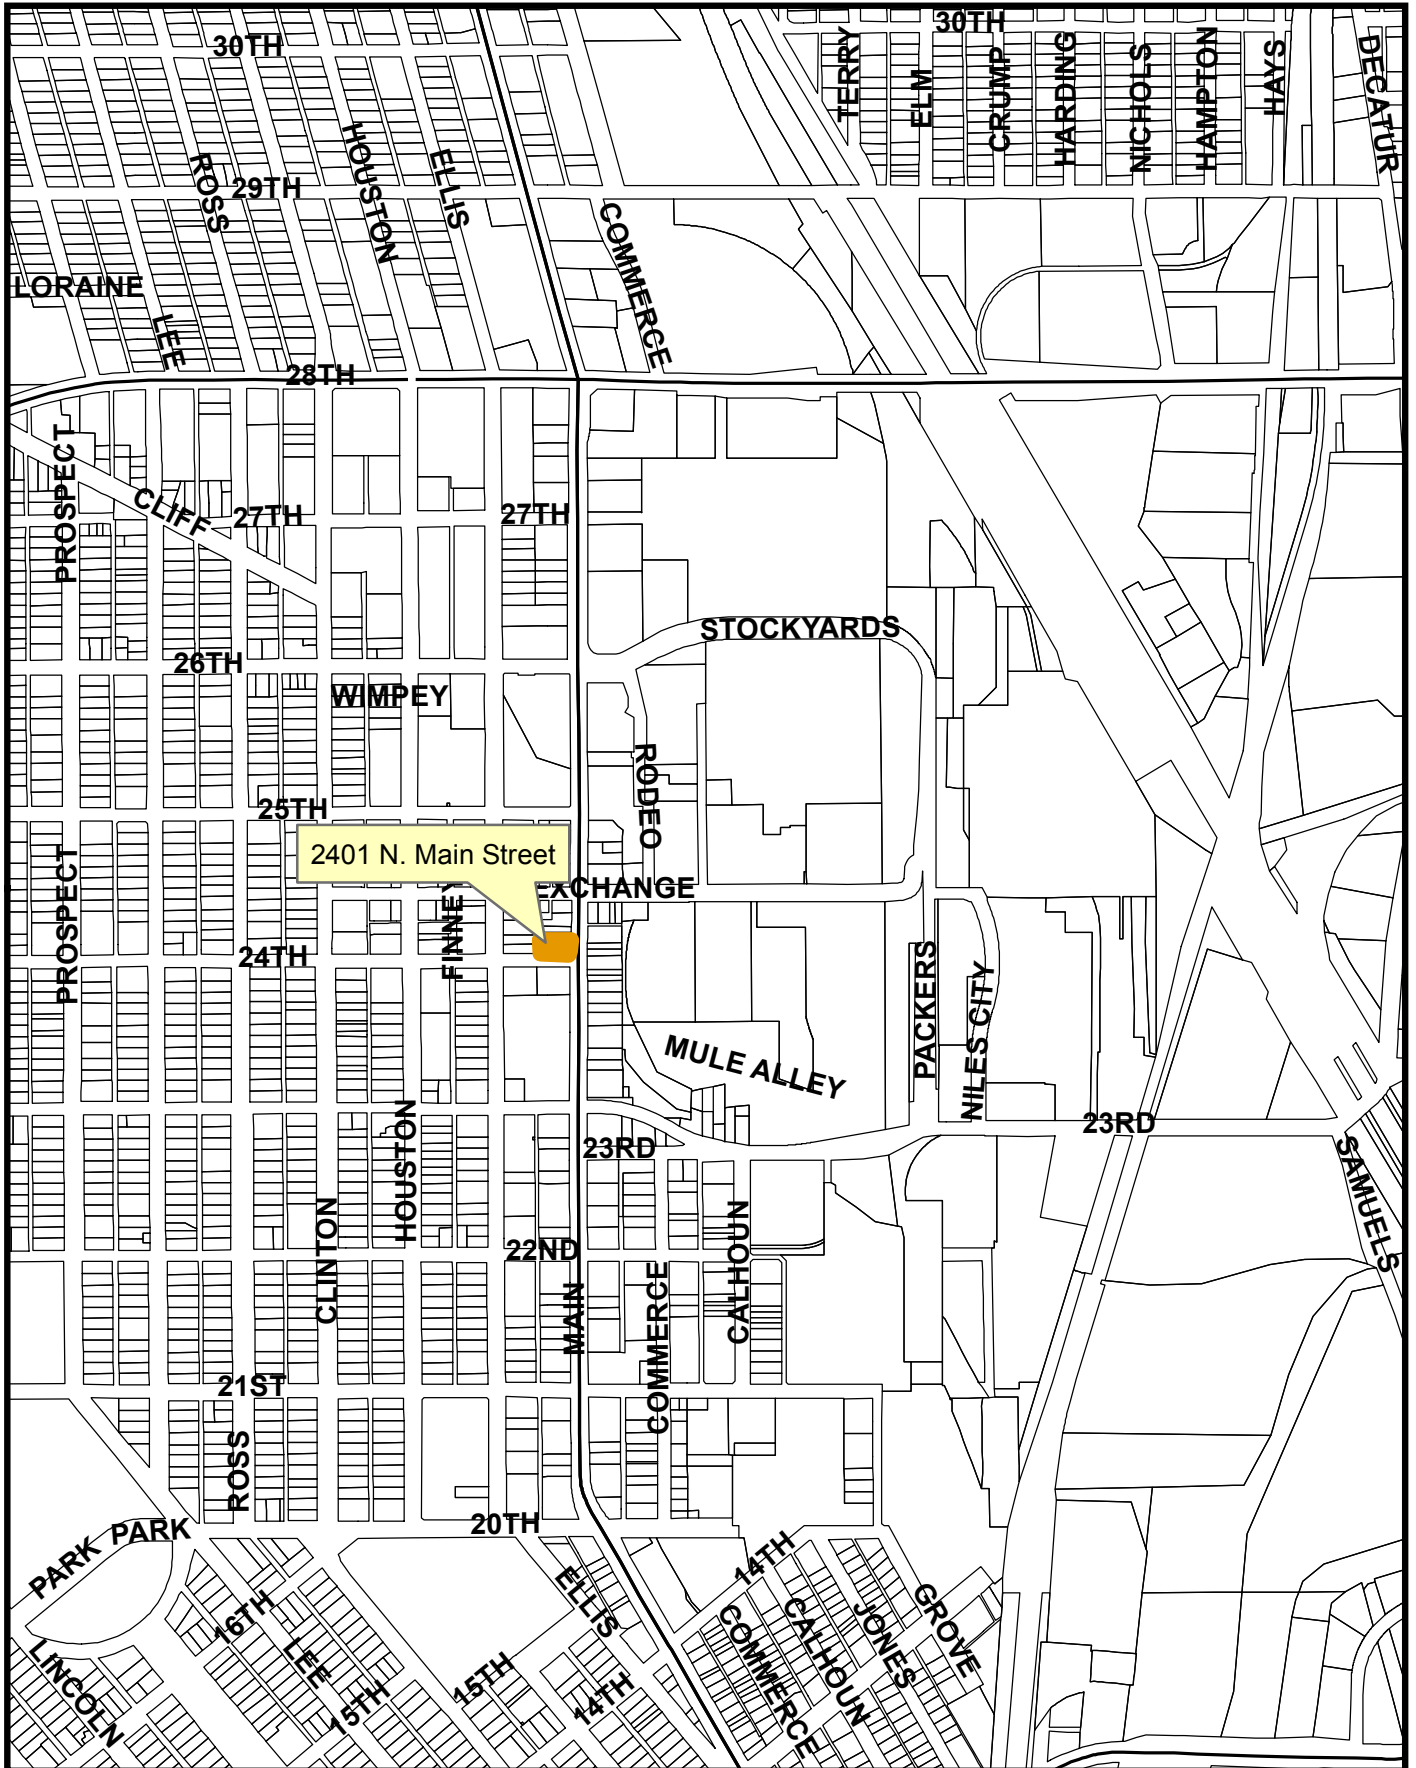 30TH
30TH
TERRY
ELM
CRUMP
HARDING
NICHOLS
HAMPTON
HAYS
DECATUR
ROSS
29TH
HOUSTON
ELLIS
COMMERCE
LORAINE
LEE
28TH
PROSPECT
CLIFF
27TH
27TH
STOCKYARDS
26TH
WIMPEY
RODEO
25TH
2401 N. Main Street
EXCHANGE
PROSPECT
FINNEY
24TH
PACKERS
NILES CITY
MULE ALLEY
HOUSTON
23RD
23RD
SAMUELS
CLINTON
22ND
CALHOUN
MAIN
COMMERCE
21ST
ROSS
20TH
PARK
PARK
14TH
ELLIS
16TH
LEE
COMMERCE
CALHOUN
JONES
GROVE
LINCOLN
15TH
15TH
14TH